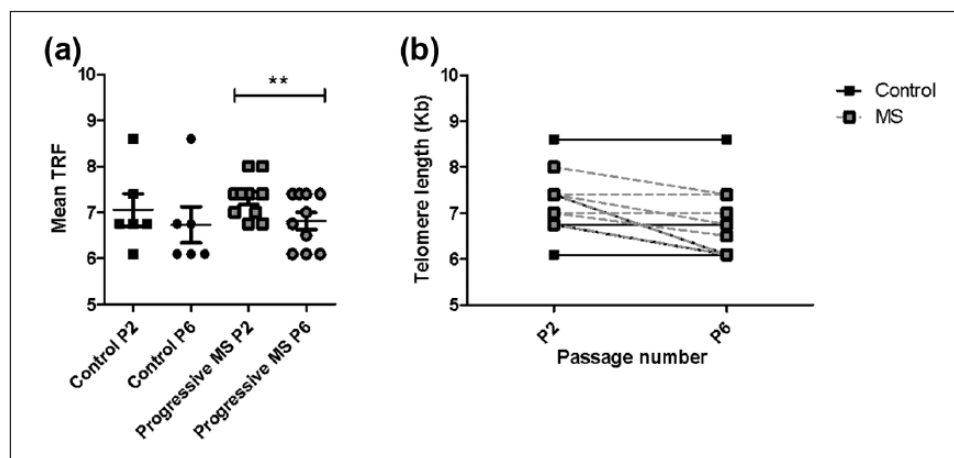 (a)
Mean TRF
10
9
8
7
6
5
**
Control P2
Control P6
Progressive MS P2
Progressive MS P6
(b)
Telomere length (Kb)
10
9
8
7
6
5
P2
P6
Passage number
Control
MS